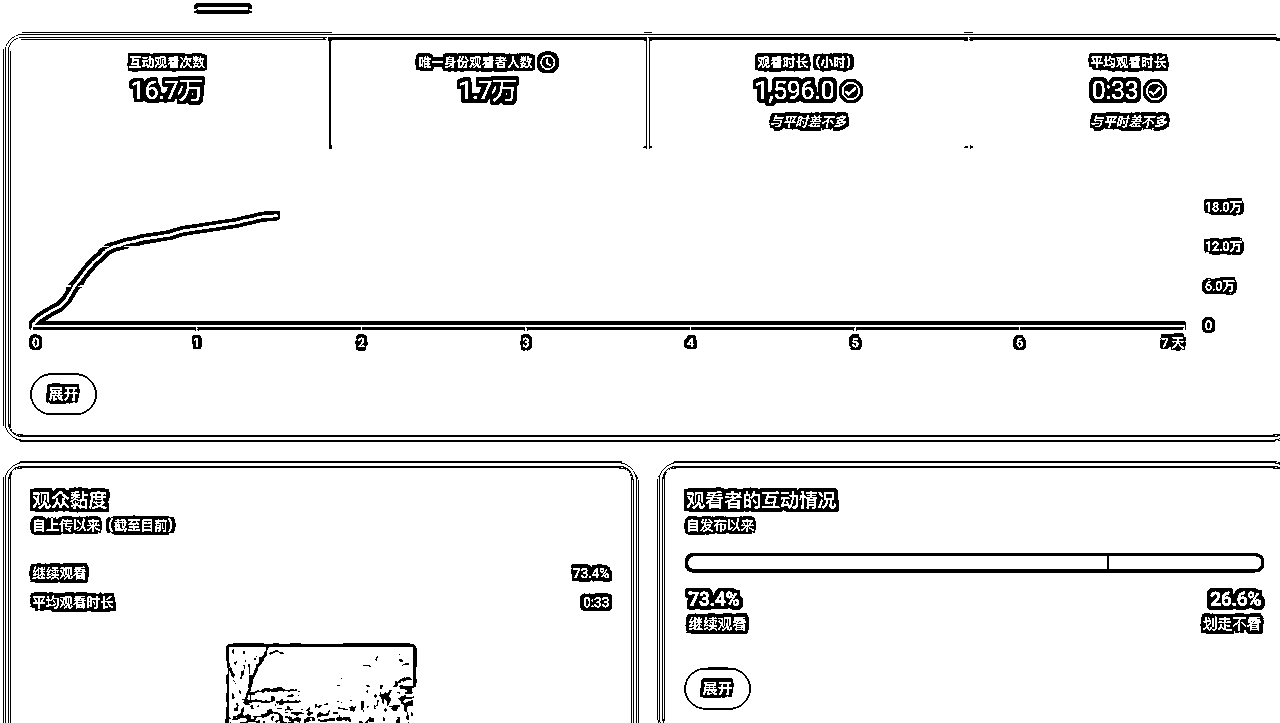 互动观看次数
16.7万
唯一身份观看者人数
1.7万
观看时长（小时）
1,596.0
与平时差不多
平均观看时长
0:33
与平时差不多
18.0万
12.0万
6.0万
0
0 1 2 3 4 5 6 7天
展开
观众黏度
自上传以来（截至目前）
继续观看 73.4%
平均观看时长 0:33
观看者的互动情况
自发布以来
73.4% 26.6%
继续观看 划走不看
展开